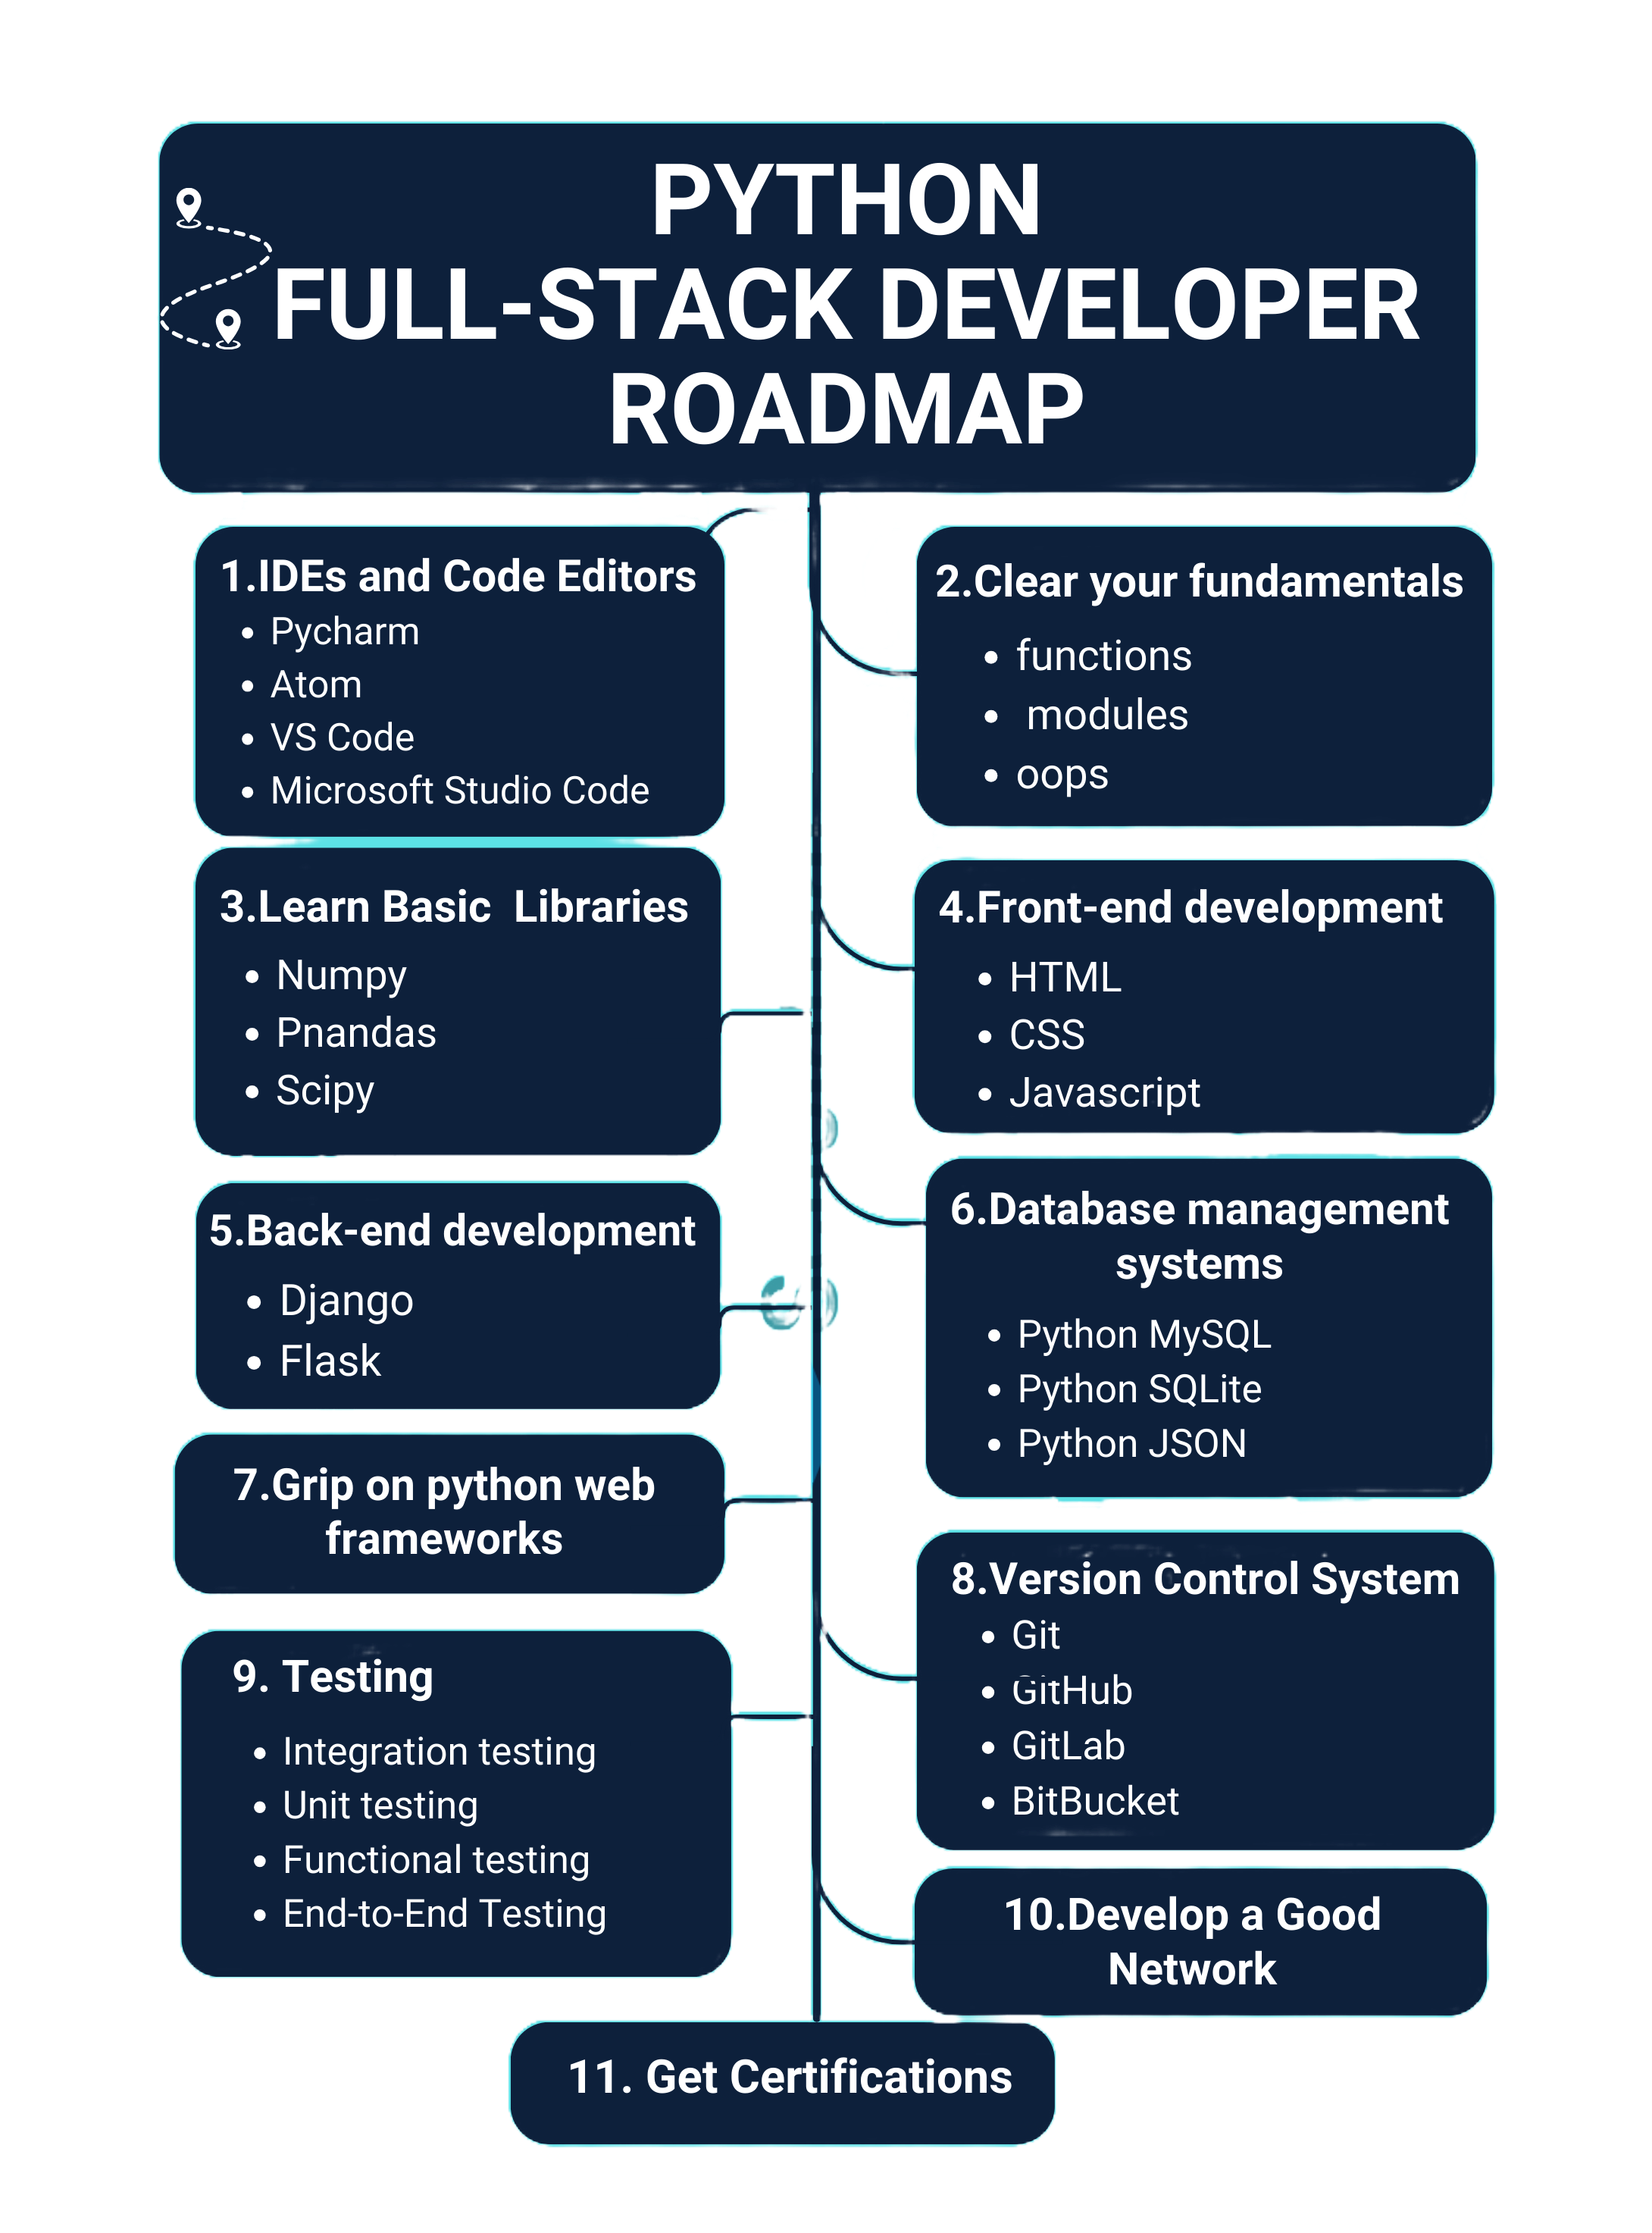 PYTHON
FULL-STACK DEVELOPER
ROADMAP
1.IDEs and Code Editors
Pycharm
Atom
VS Code
Microsoft Studio Code
2.Clear your fundamentals
functions
modules
oops
3.Learn Basic Libraries
Numpy
Pnandas
Scipy
4.Front-end development
HTML
CSS
Javascript
5.Back-end development
Django
Flask
6.Database management
systems
Python MySQL
Python SQLite
Python JSON
7.Grip on python web
frameworks
8.Version Control System
Git
GitHub
GitLab
BitBucket
9. Testing
Integration testing
Unit testing
Functional testing
End-to-End Testing
10.Develop a Good
Network
11. Get Certifications